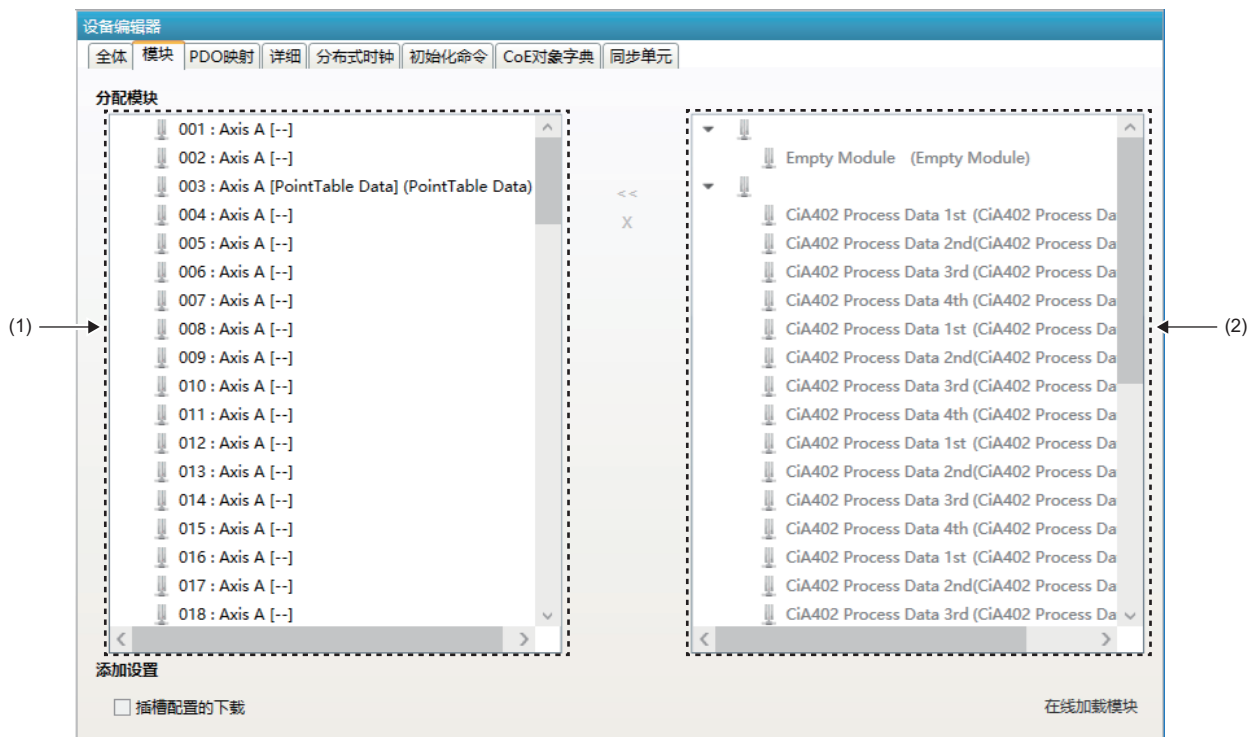 设备编辑器
全体 模块 PDO映射 详细 分布式时钟 初始化命令 CoE对象字典 同步单元
分配模块
001 : Axis A [--]
002 : Axis A [--]
003 : Axis A [PointTable Data] (PointTable Data)
004 : Axis A [--]
005 : Axis A [--]
006 : Axis A [--]
007 : Axis A [--]
008 : Axis A [--]
009 : Axis A [--]
010 : Axis A [--]
011 : Axis A [--]
012 : Axis A [--]
013 : Axis A [--]
014 : Axis A [--]
015 : Axis A [--]
016 : Axis A [--]
017 : Axis A [--]
018 : Axis A [--]
(1)
<<
X
Empty Module (Empty Module)
CiA402 Process Data 1st (CiA402 Process Da
CiA402 Process Data 2nd(CiA402 Process Da
CiA402 Process Data 3rd (CiA402 Process Da
CiA402 Process Data 4th (CiA402 Process Da
CiA402 Process Data 1st (CiA402 Process Da
CiA402 Process Data 2nd(CiA402 Process Da
CiA402 Process Data 3rd (CiA402 Process Da
CiA402 Process Data 4th (CiA402 Process Da
CiA402 Process Data 1st (CiA402 Process Da
CiA402 Process Data 2nd(CiA402 Process Da
CiA402 Process Data 3rd (CiA402 Process Da
CiA402 Process Data 4th (CiA402 Process Da
CiA402 Process Data 1st (CiA402 Process Da
CiA402 Process Data 2nd(CiA402 Process Da
CiA402 Process Data 3rd (CiA402 Process Da
(2)
添加设置
插槽配置的下载
在线加载模块